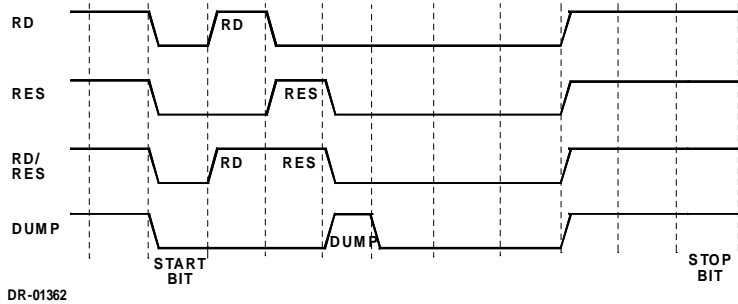 RD RD
RES RES
RD/
RES RD RES
DUMP DUMP
START
BIT
STOP
BIT
DR-01362